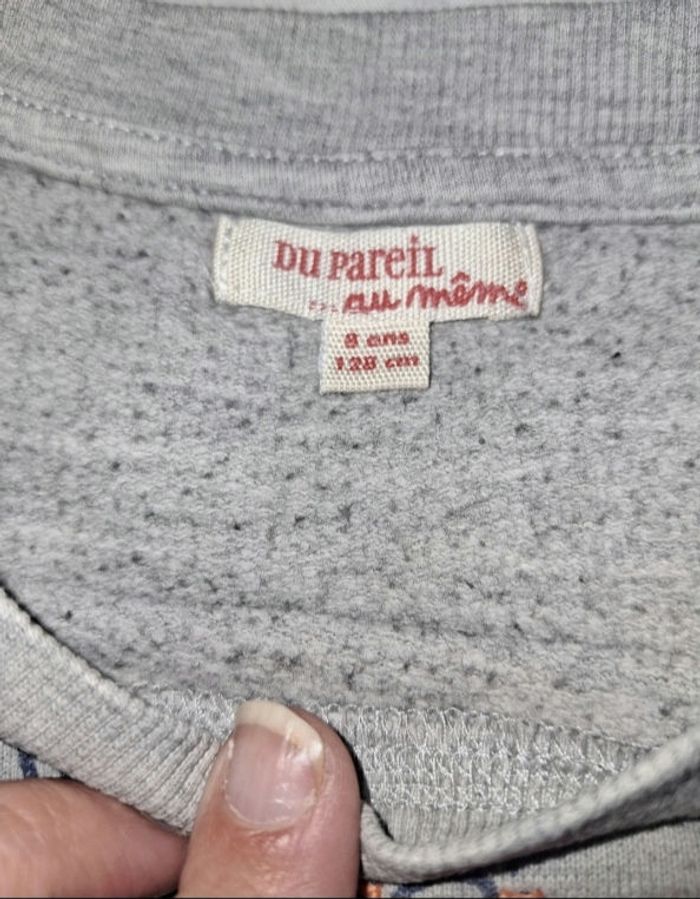 DU PAREIL
... au même
8 ans
128 cm